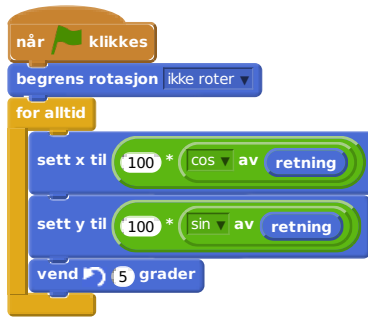 når klikkes
begrens rotasjon ikke roter ▼
for alltid
sett x til 100 * cos ▼ av retning
sett y til 100 * sin ▼ av retning
vend 5 grader